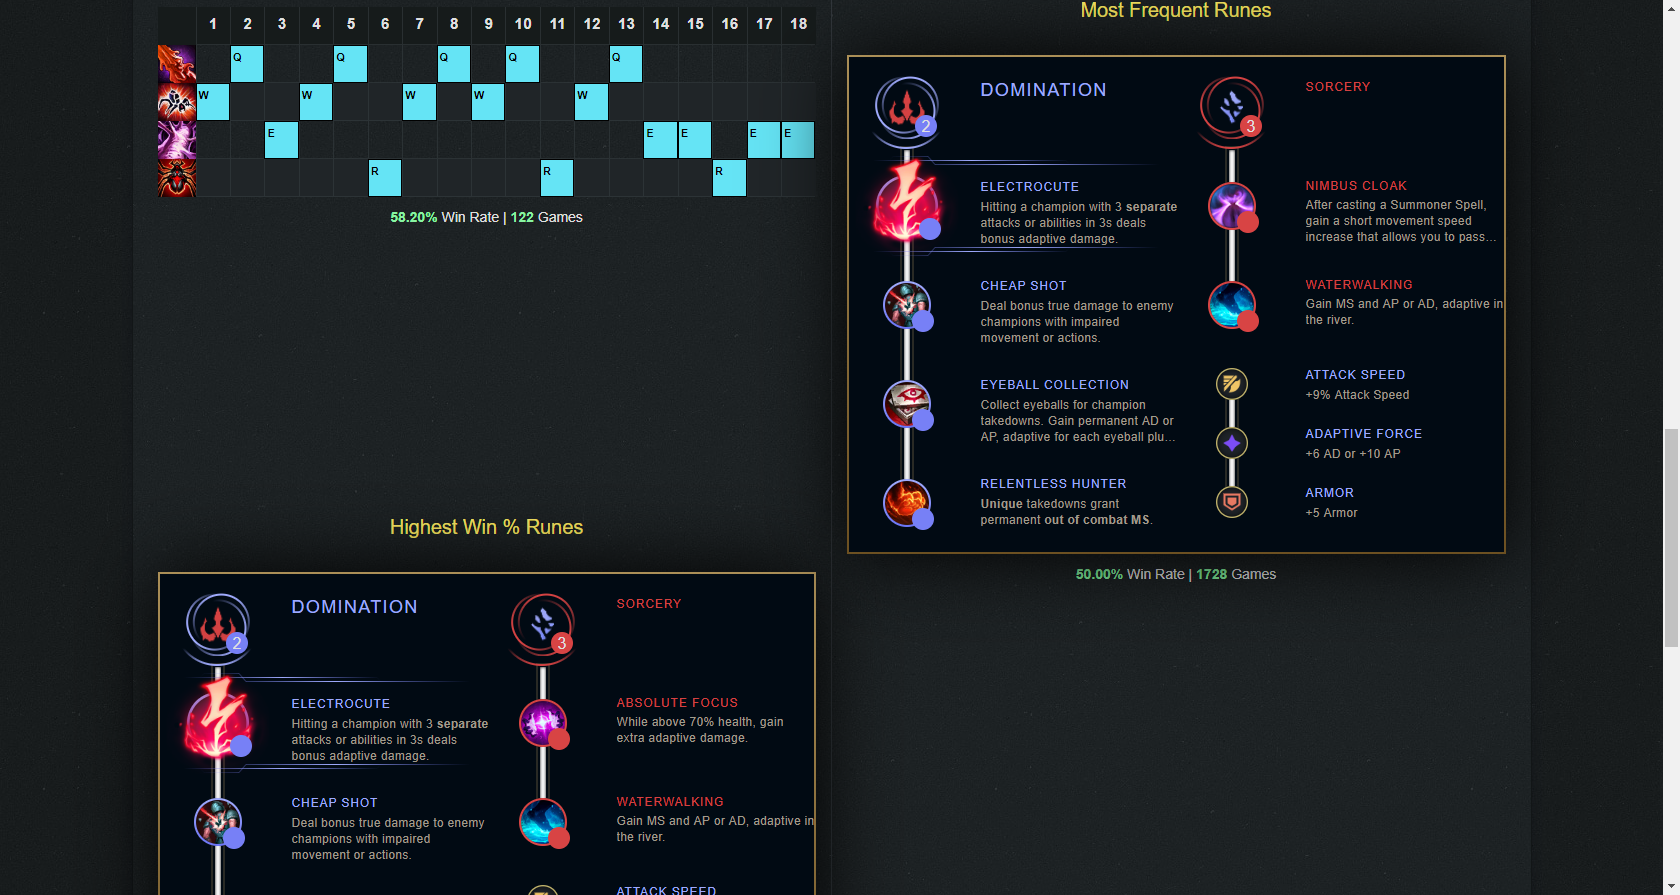 1 2 3 4 5 6 7 8 9 10 11 12 13 14 15 16 17 18
Q Q Q Q Q
W W W W W
E E E E E
R R R
58.20% Win Rate | 122 Games
Highest Win % Runes
DOMINATION
2
ELECTROCUTE
Hitting a champion with 3 separate
attacks or abilities in 3s deals
bonus adaptive damage.
CHEAP SHOT
Deal bonus true damage to enemy
champions with impaired
movement or actions.
SORCERY
3
ABSOLUTE FOCUS
While above 70% health, gain
extra adaptive damage.
WATERWALKING
Gain MS and AP or AD, adaptive in
the river.
ATTACK SPEED
Most Frequent Runes
DOMINATION
2
ELECTROCUTE
Hitting a champion with 3 separate
attacks or abilities in 3s deals
bonus adaptive damage.
CHEAP SHOT
Deal bonus true damage to enemy
champions with impaired
movement or actions.
EYEBALL COLLECTION
Collect eyeballs for champion
takedowns. Gain permanent AD or
AP, adaptive for each eyeball plu...
RELENTLESS HUNTER
Unique takedowns grant
permanent out of combat MS.
SORCERY
3
NIMBUS CLOAK
After casting a Summoner Spell,
gain a short movement speed
increase that allows you to pass...
WATERWALKING
Gain MS and AP or AD, adaptive in
the river.
ATTACK SPEED
+9% Attack Speed
ADAPTIVE FORCE
+6 AD or +10 AP
ARMOR
+5 Armor
50.00% Win Rate | 1728 Games